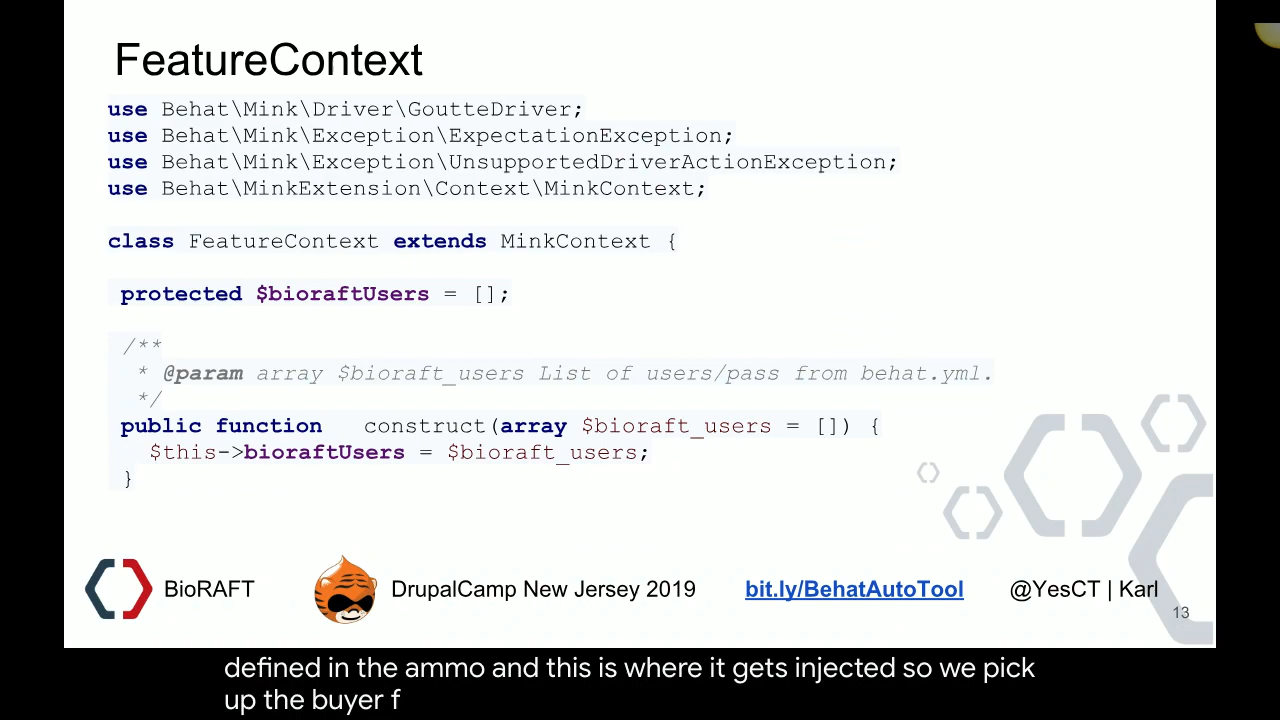 FeatureContext
use Behat\Mink\Driver\GoutteDriver;
use Behat\Mink\Exception\ExpectationException;
use Behat\Mink\Exception\UnsupportedDriverActionException;
use Behat\MinkExtension\Context\MinkContext;
class FeatureContext extends MinkContext {
protected $bioraftUsers = [];
/**
* @param array $bioraft_users List of users/pass from behat.yml.
*/
public function construct(array $bioraft_users = []) {
$this->bioraftUsers = $bioraft_users;
}
BioRAFT DrupalCamp New Jersey 2019 bit.ly/BehatAutoTool @YesCT | Karl
13
defined in the ammo and this is where it gets injected so we pick
up the buyer f